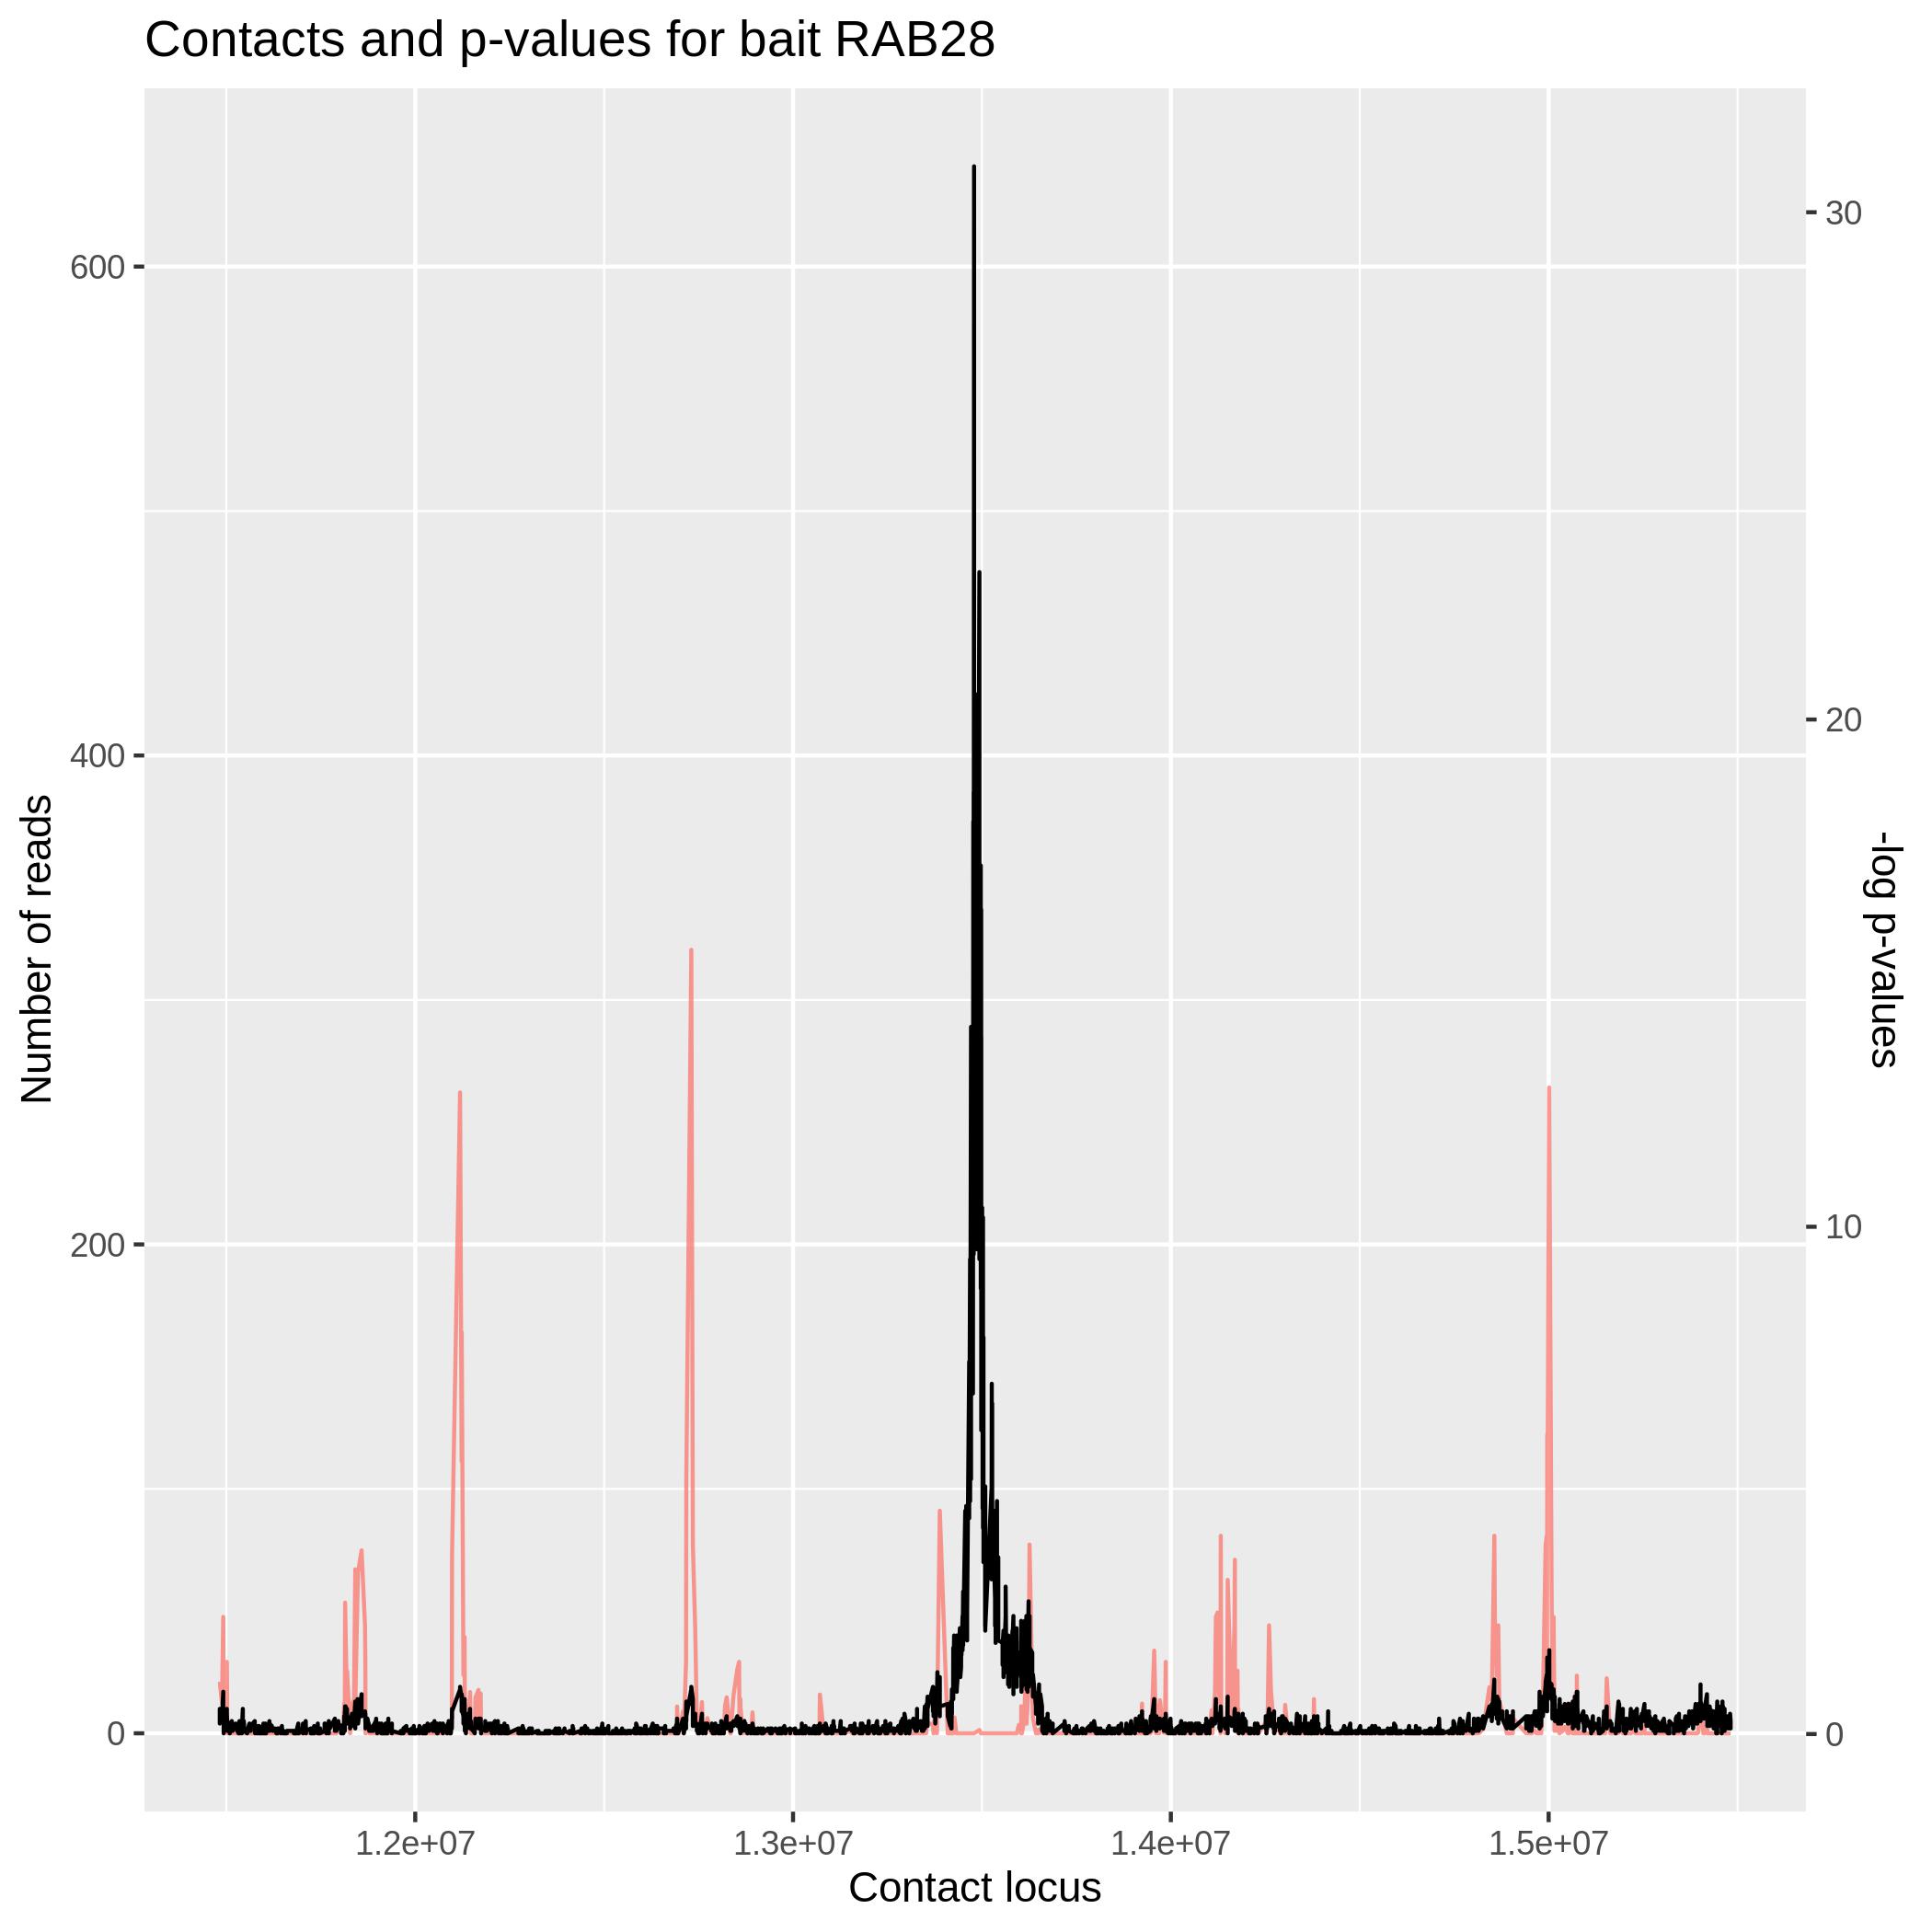 Contacts and p-values for bait RAB28
600
400
200
0
30
20
10
0
Number of reads
-log p-values
1.2e+07 1.3e+07 1.4e+07 1.5e+07
Contact locus